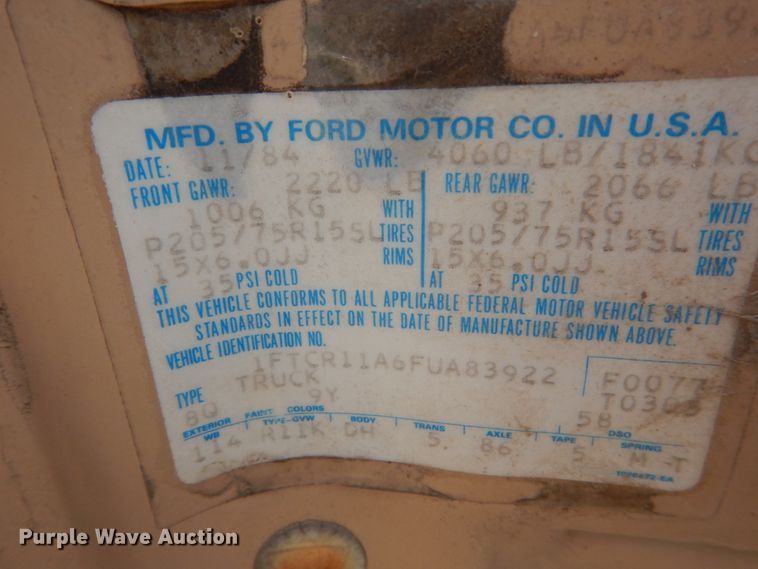 MFD. BY FORD MOTOR CO. IN U.S.A.
DATE: 11/84 GVWR: 4060 LB/1841KG
FRONT GAWR: 2220 LB REAR GAWR: 2066 LB
1006 KG WITH 937 KG WITH
P205/75R15SL TIRES P205/75R15SL TIRES
15X6.0JJ RIMS 15X6.0JJ RIMS
AT 35 PSI COLD AT 35 PSI COLD
THIS VEHICLE CONFORMS TO ALL APPLICABLE FEDERAL MOTOR VEHICLE SAFETY
STANDARDS IN EFFECT ON THE DATE OF MANUFACTURE SHOWN ABOVE.
VEHICLE IDENTIFICATION NO.
1FTCR11A6FUA83922 F0077
TYPE TRUCK T0305
8Q 9Y 58
EXTERIOR PAINT COLORS DSO
WB TYPE-GVW TRANS AXLE TAPE SPRING
114 R11K DH 5 86 5 M T
Purple Wave Auction